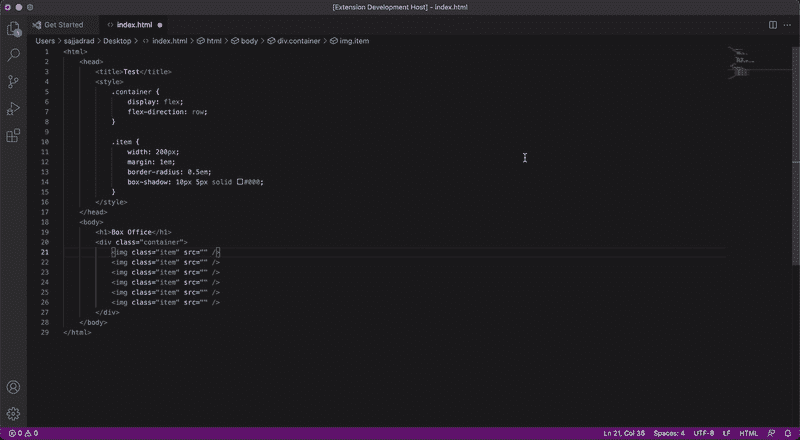 [Extension Development Host] - index.html
Get Started
<> index.html
Users > sajjadrad > Desktop > <> index.html > html > body > div.container > img.item
1 <html>
2 <head>
3 <title>Test</title>
4 <style>
5 .container {
6 display: flex;
7 flex-direction: row;
8 }
9
10 .item {
11 width: 200px;
12 margin: 1em;
13 border-radius: 0.5em;
14 box-shadow: 10px 5px solid #000;
15 }
16 </style>
17 </head>
18 <body>
19 <h1>Box Office</h1>
20 <div class="container">
21 <img class="item" src="" />
22 <img class="item" src="" />
23 <img class="item" src="" />
24 <img class="item" src="" />
25 <img class="item" src="" />
26 <img class="item" src="" />
27 </div>
28 </body>
29 </html>
0 0 Ln 21, Col 36 Spaces: 4 UTF-8 LF HTML